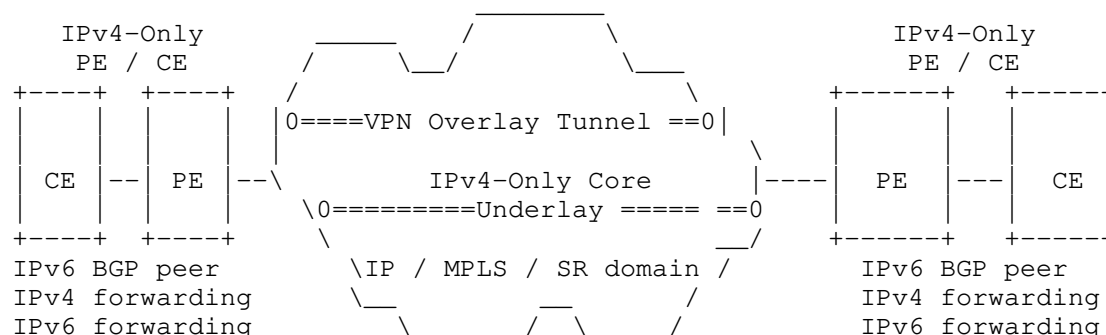 IPv4-Only IPv4-Only
PE / CE PE / CE
0====VPN Overlay Tunnel ==0
CE PE IPv4-Only Core PE CE
0=========Underlay ===== ==0
IPv6 BGP peer IP / MPLS / SR domain IPv6 BGP peer
IPv4 forwarding IPv4 forwarding
IPv6 forwarding IPv6 forwarding